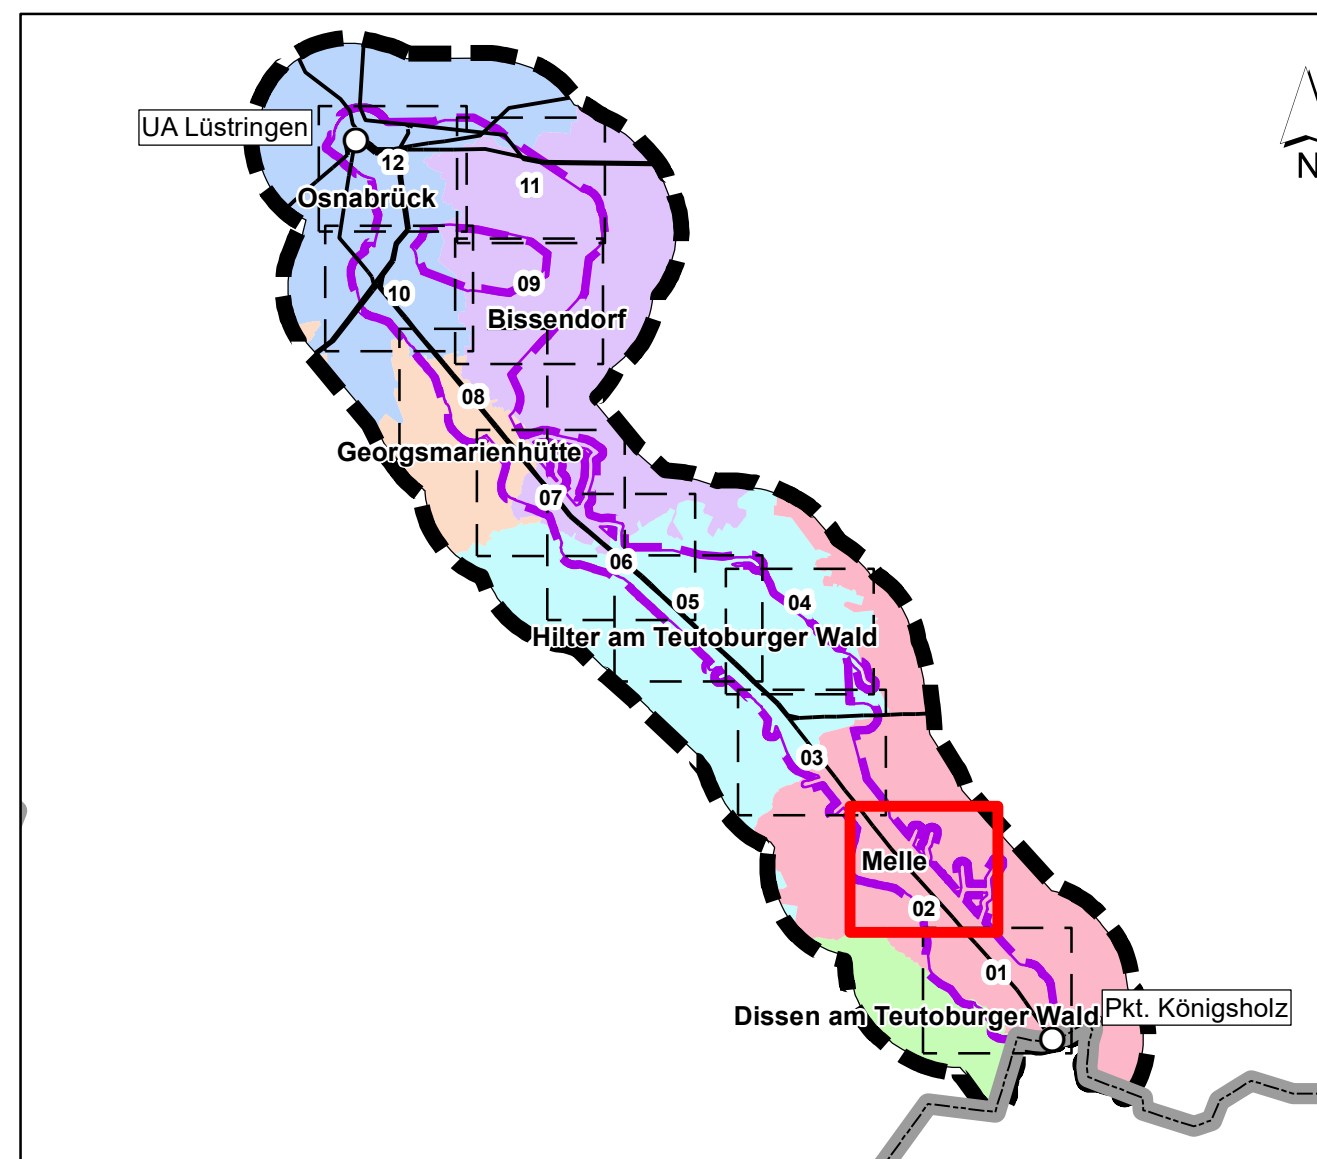 UA Lüstringen
12
11
Osnabrück
N
09
10
Bissendorf
08
Georgsmarienhütte
07
06
05
04
Hilter am Teutoburger Wald
03
Melle
02
01
Dissen am Teutoburger Wald
Pkt. Königsholz